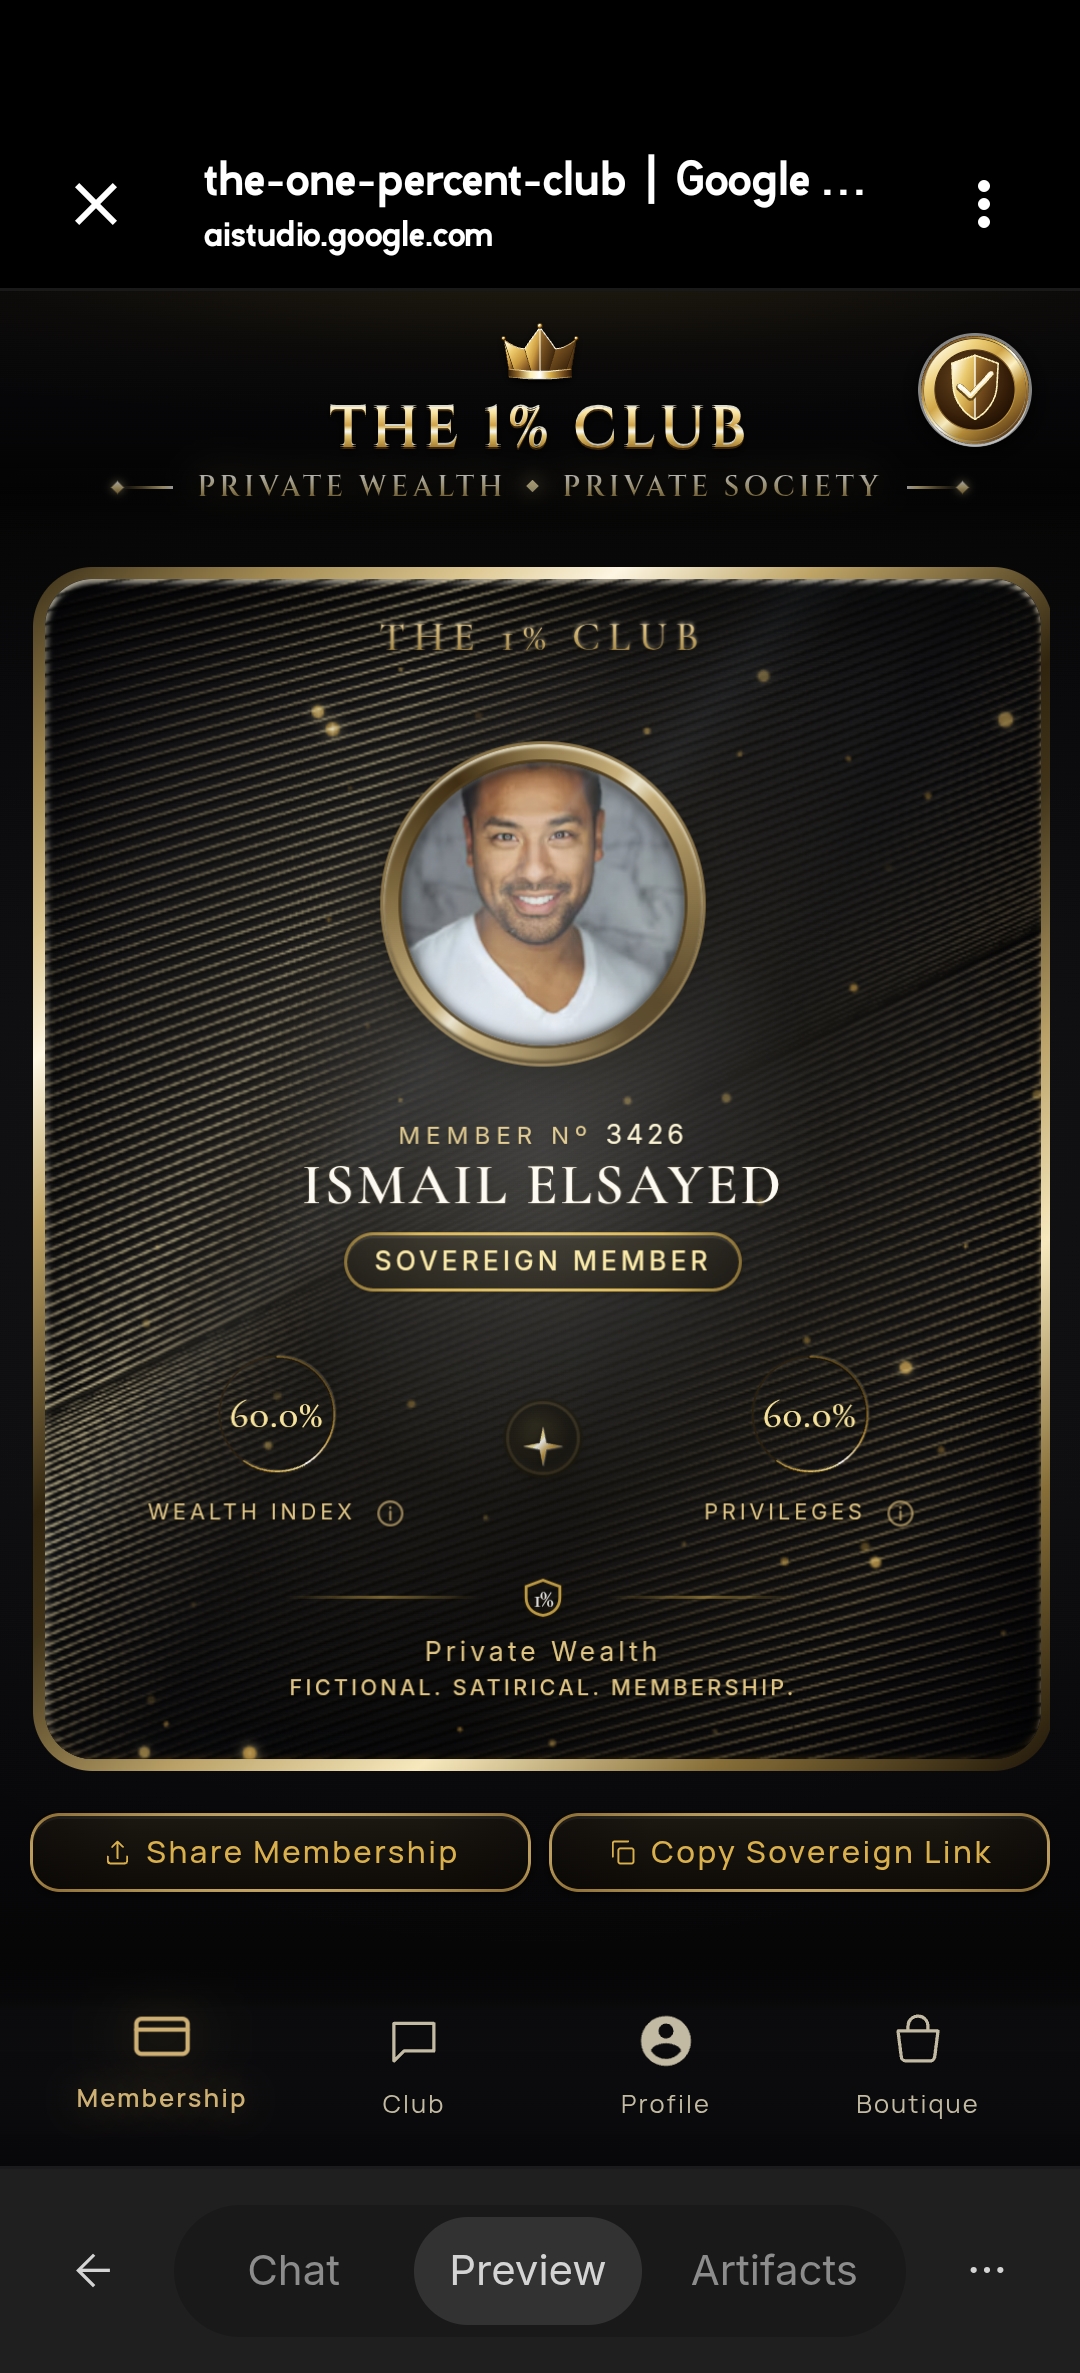 the-one-percent-club | Google ...
aistudio.google.com
THE 1% CLUB
PRIVATE WEALTH ◆ PRIVATE SOCIETY
THE 1% CLUB
MEMBER Nº 3426
ISMAIL ELSAYED
SOVEREIGN MEMBER
60.0% 60.0%
WEALTH INDEX PRIVILEGES
1%
Private Wealth
FICTIONAL. SATIRICAL. MEMBERSHIP.
Share Membership Copy Sovereign Link
Membership Club Profile Boutique
Chat Preview Artifacts